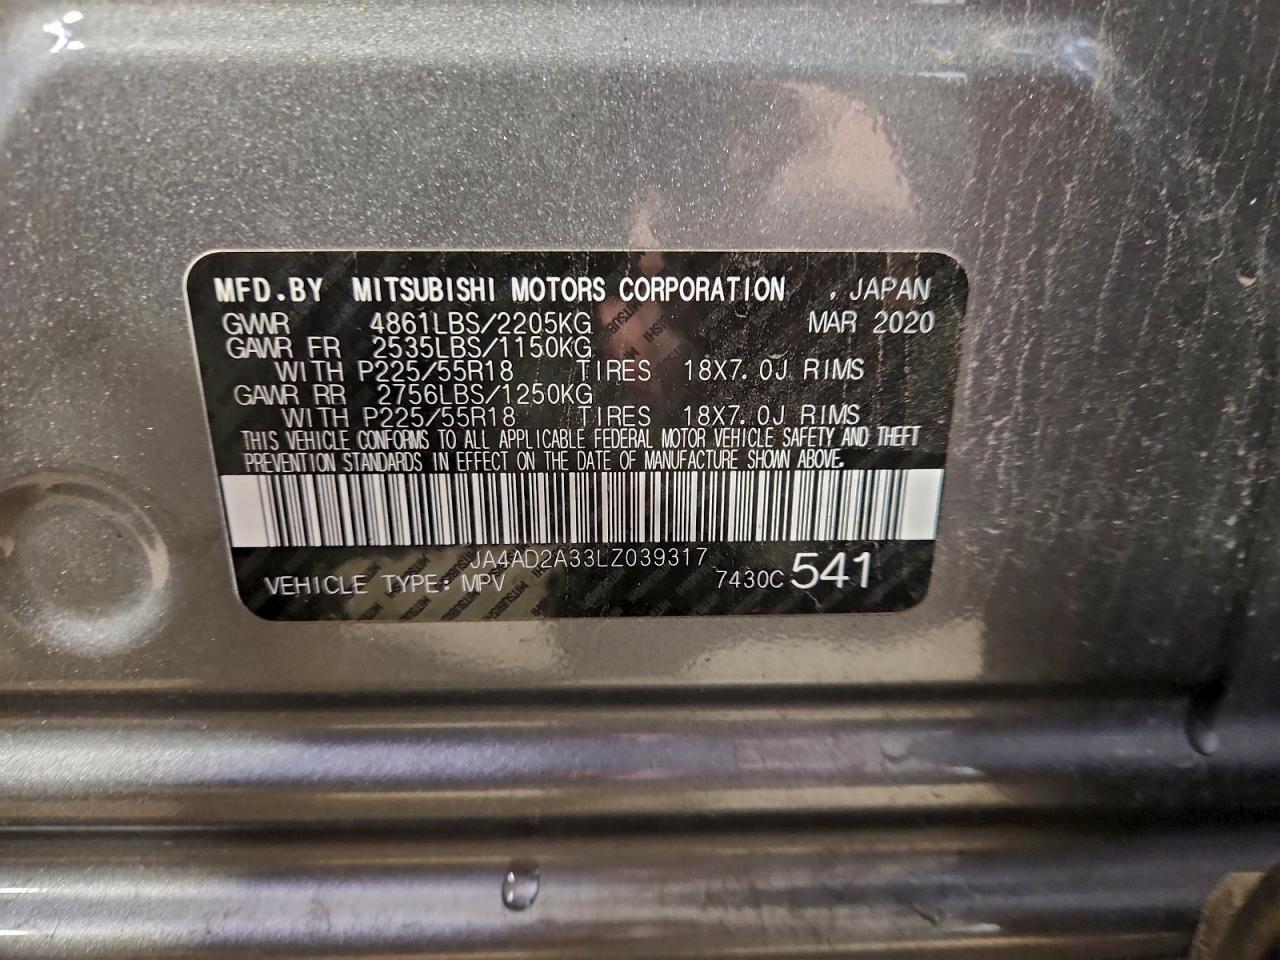 MFD.BY MITSUBISHI MOTORS CORPORATION , JAPAN
GVWR 4861LBS/2205KG MAR 2020
GAWR FR 2535LBS/1150KG
WITH P225/55R18 TIRES 18X7.0J RIMS
GAWR RR 2756LBS/1250KG
WITH P225/55R18 TIRES 18X7.0J RIMS
THIS VEHICLE CONFORMS TO ALL APPLICABLE FEDERAL MOTOR VEHICLE SAFETY AND THEFT
PREVENTION STANDARDS IN EFFECT ON THE DATE OF MANUFACTURE SHOWN ABOVE.
JA4AD2A33LZ039317
VEHICLE TYPE: MPV 7430C 541